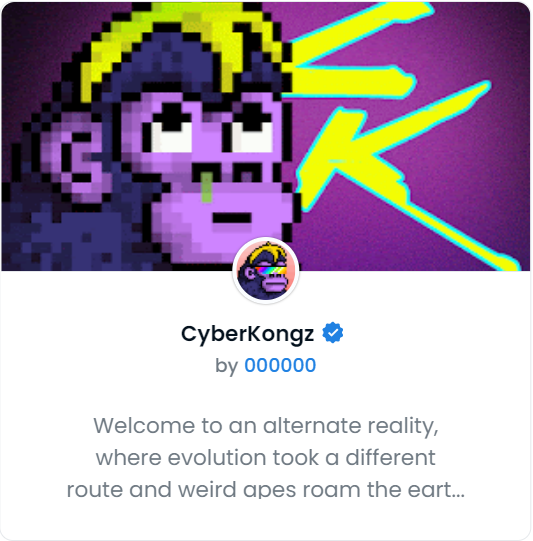 CyberKongz
by 000000
Welcome to an alternate reality,
where evolution took a different
route and weird apes roam the eart...